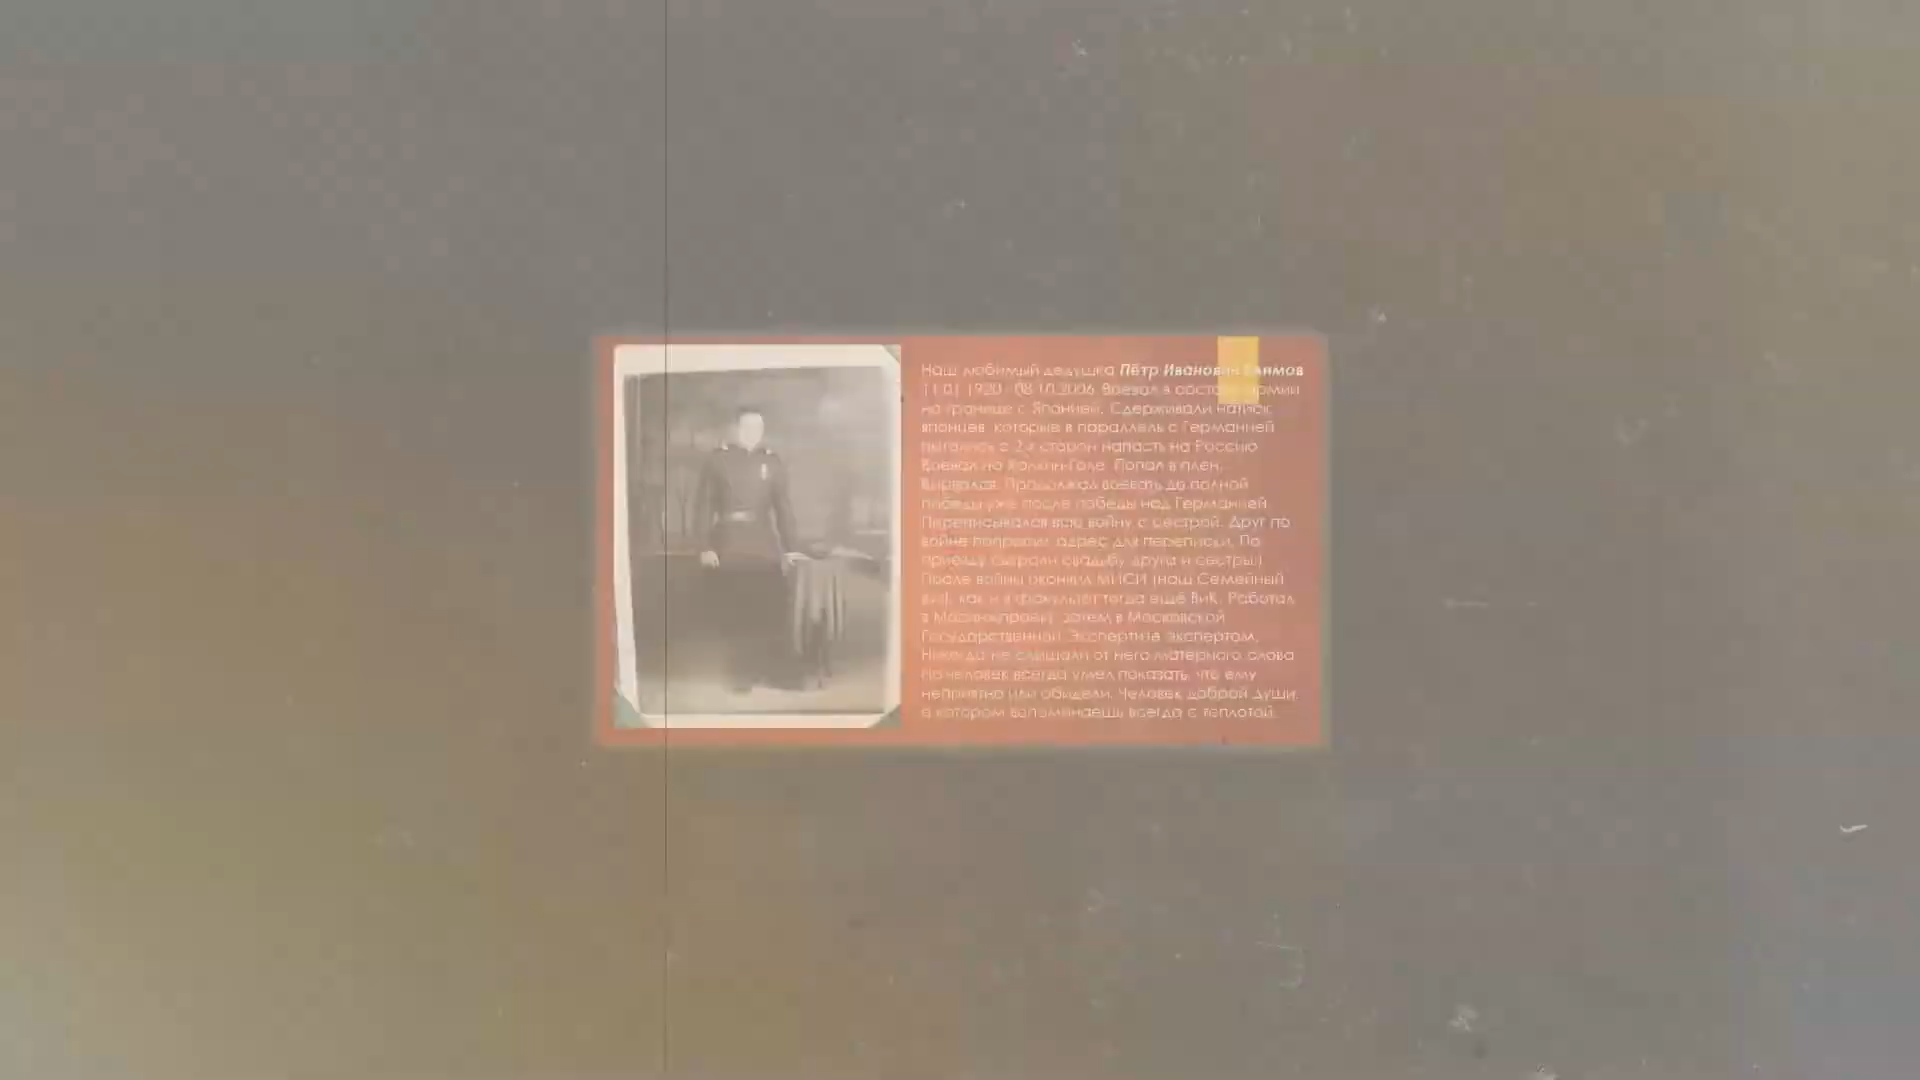 Наш любимый дедушка Пётр Иванович
11.01.1920 - 08.10.2006. Воевал в составе армии
на границе с Японией. Сдерживали натиск
японцев, которые в параллель с Германией
пытались с 2-х сторон напасть на Россию.
Воевал на Халкин-Голе. Попал в плен.
Вырвался. Продолжал воевать до полной
победы уже после победы над Германией.
Переписывался всю войну с сестрой. Друг по
войне попросил адрес для переписки. По
приезду сыграли свадьбу друга и сестры!
После войны окончил МИСИ (наш Семейный
как и я факультет тогда ещё ВиК. Работал
в Мосинжпроект, затем в Московской
Государственной Экспертизе экспертом.
Никогда не слышали от него матерного слова.
Но человек всегда умел показать, что ему
неприятно или обидели. Человек доброй души,
о котором вспоминаешь всегда с теплотой.